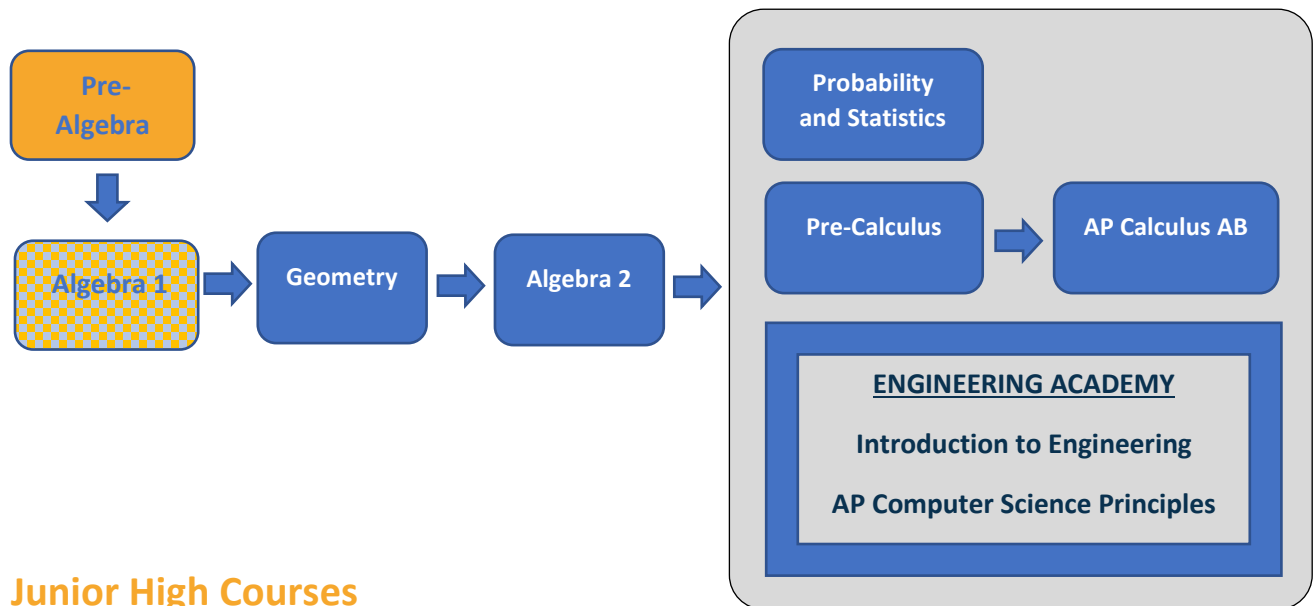 Pre-
Algebra
Algebra 1
Geometry
Algebra 2
Probability
and Statistics
Pre-Calculus
AP Calculus AB
ENGINEERING ACADEMY
Introduction to Engineering
AP Computer Science Principles
Junior High Courses